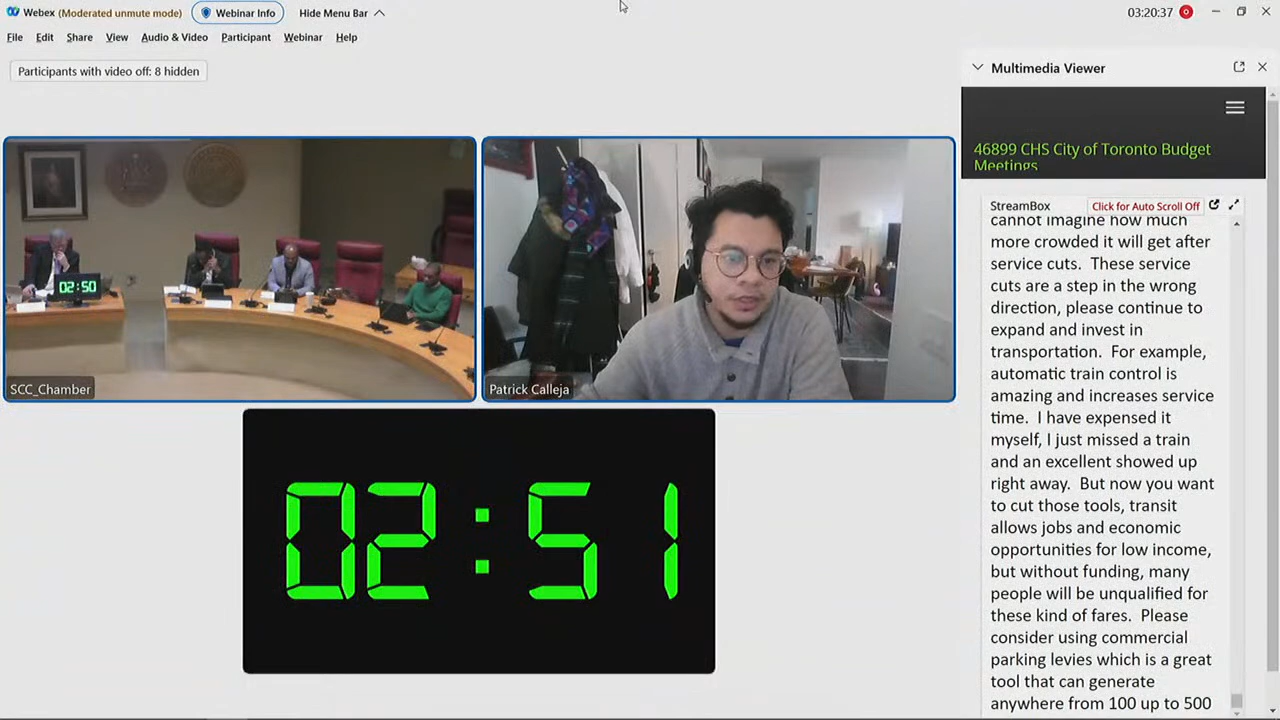 Webex (Moderated unmute mode) Webinar Info Hide Menu Bar 03:20:37
File Edit Share View Audio & Video Participant Webinar Help
Participants with video off: 8 hidden
02:50
SCC_Chamber
Patrick Calleja
02:51
Multimedia Viewer
46899 CHS City of Toronto Budget
Meetings
StreamBox Click for Auto Scroll Off
cannot imagine how much
more crowded it will get after
service cuts. These service
cuts are a step in the wrong
direction, please continue to
expand and invest in
transportation. For example,
automatic train control is
amazing and increases service
time. I have expensed it
myself, I just missed a train
and an excellent showed up
right away. But now you want
to cut those tools, transit
allows jobs and economic
opportunities for low income,
but without funding, many
people will be unqualified for
these kind of fares. Please
consider using commercial
parking levies which is a great
tool that can generate
anywhere from 100 up to 500